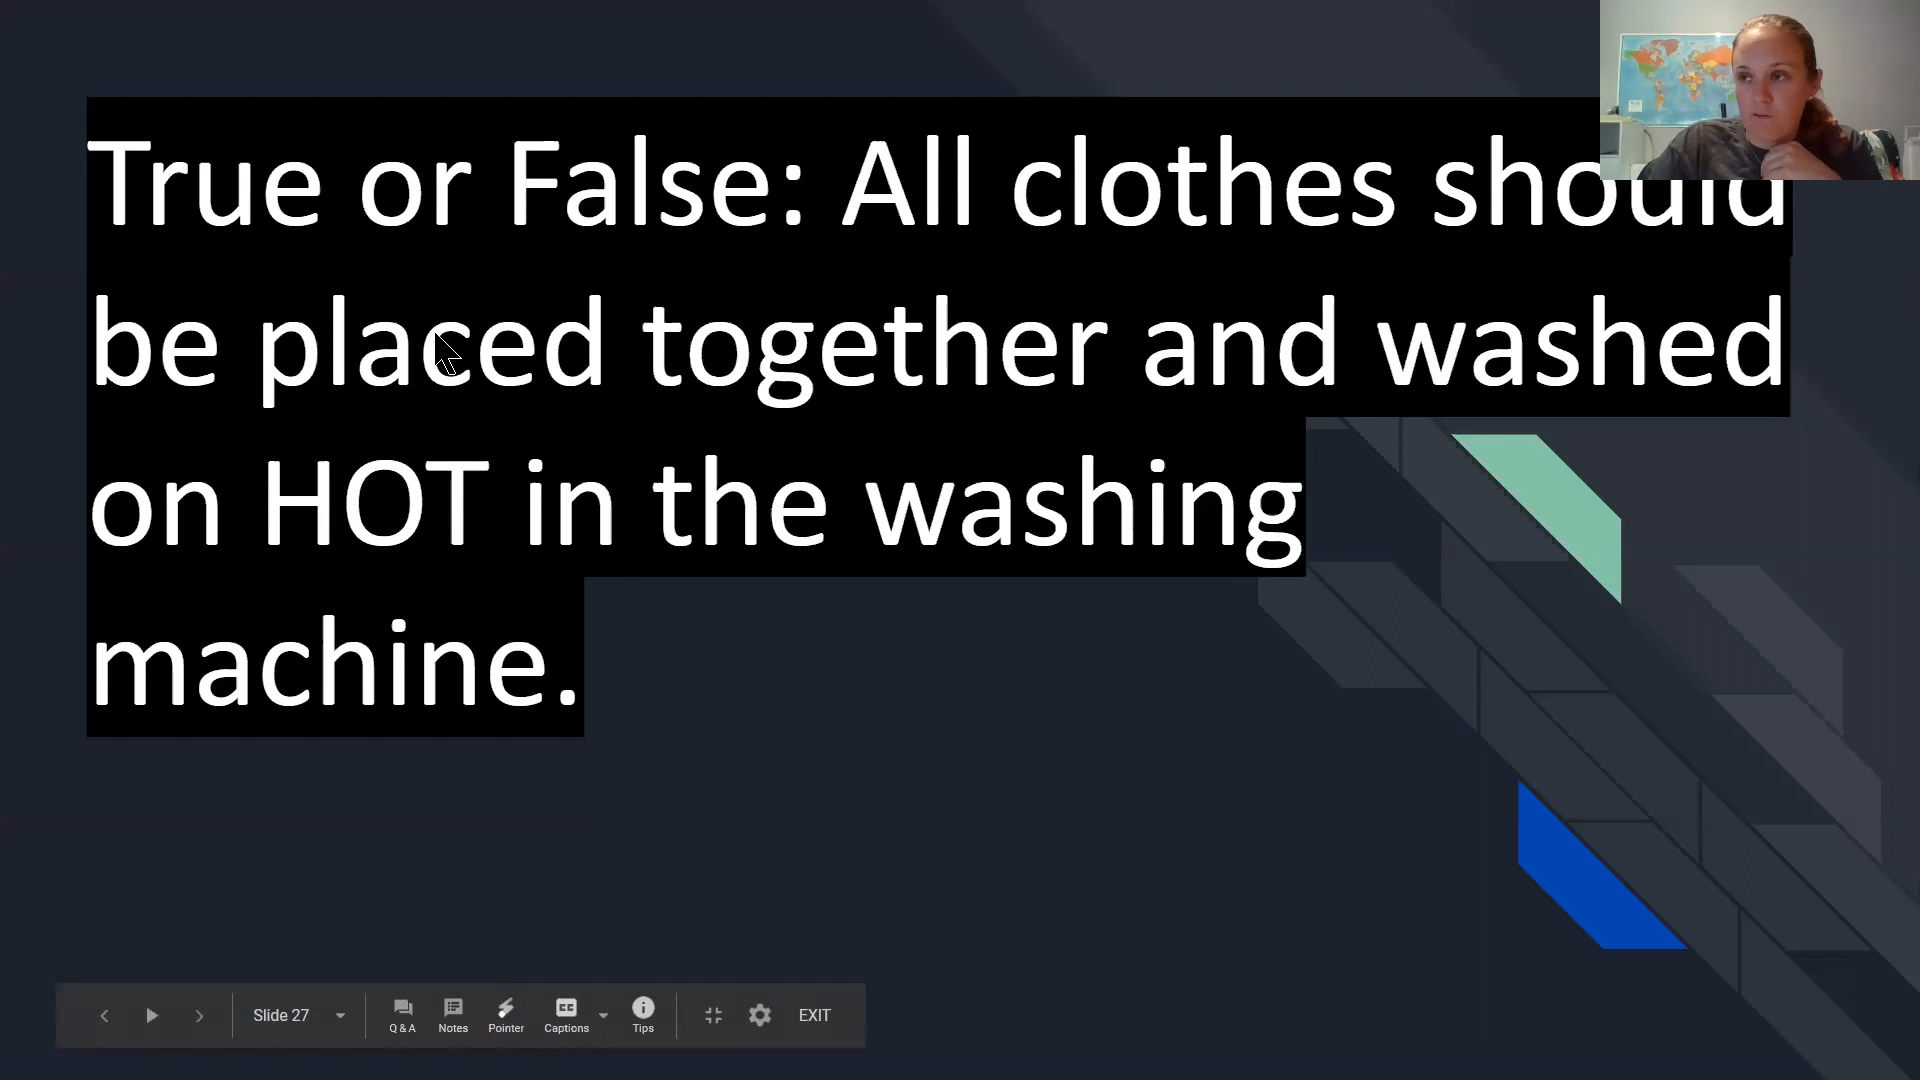 True or False: All clothes should
be placed together and washed
on HOT in the washing
machine.
Slide 27
Q & A
Notes
Pointer
CC
Captions
Tips
EXIT